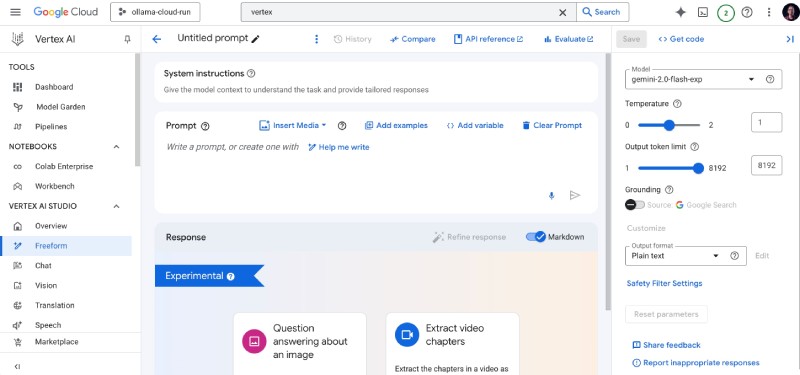 Google Cloud
ollama-cloud-run
vertex
Search
2
Vertex AI
Untitled prompt
History
Compare
API reference
Evaluate
Save
Get code
TOOLS
Dashboard
Model Garden
Pipelines
NOTEBOOKS
Colab Enterprise
Workbench
VERTEX AI STUDIO
Overview
Freeform
Chat
Vision
Translation
Speech
Marketplace
System instructions
Give the model context to understand the task and provide tailored responses
Prompt
Insert Media
Add examples
Add variable
Clear Prompt
Write a prompt, or create one with
Help me write
Response
Refine response
Markdown
Experimental
Question
answering about
an image
Extract video
chapters
Extract the chapters in a video as
Model
gemini-2.0-flash-exp
Temperature
0
2
1
Output token limit
1
8192
8192
Grounding
Source:
Google Search
Customize
Output format
Plain text
Edit
Safety Filter Settings
Reset parameters
Share feedback
Report inappropriate responses